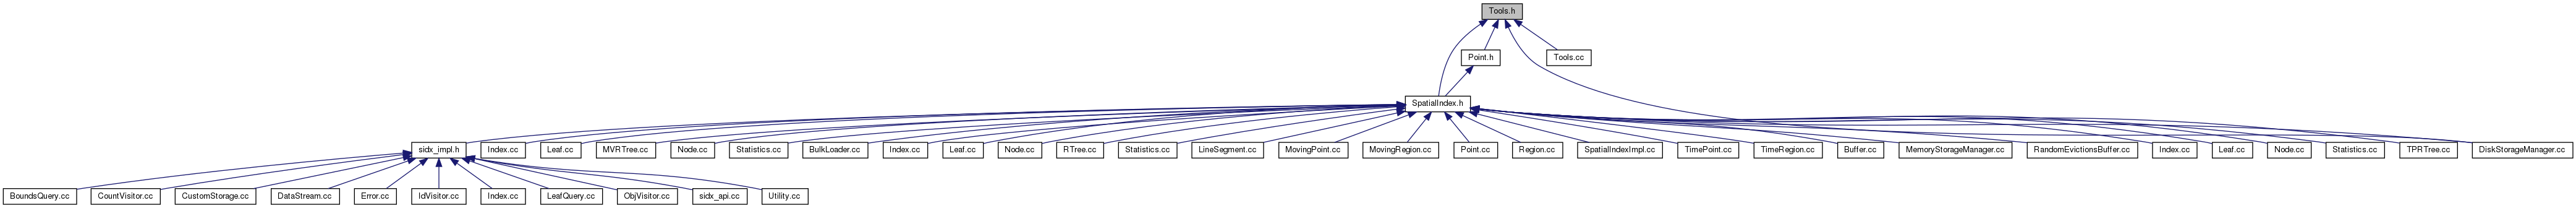 Tools.h
Point.h
Tools.cc
SpatialIndex.h
sidx_impl.h
Index.cc
Leaf.cc
MVRTree.cc
Node.cc
Statistics.cc
BulkLoader.cc
Index.cc
Leaf.cc
Node.cc
RTree.cc
Statistics.cc
LineSegment.cc
MovingPoint.cc
MovingRegion.cc
Point.cc
Region.cc
SpatialIndexImpl.cc
TimePoint.cc
TimeRegion.cc
Buffer.cc
MemoryStorageManager.cc
RandomEvictionsBuffer.cc
Index.cc
Leaf.cc
Node.cc
Statistics.cc
TPRTree.cc
DiskStorageManager.cc
BoundsQuery.cc
CountVisitor.cc
CustomStorage.cc
DataStream.cc
Error.cc
IdVisitor.cc
Index.cc
LeafQuery.cc
ObjVisitor.cc
sidx_api.cc
Utility.cc